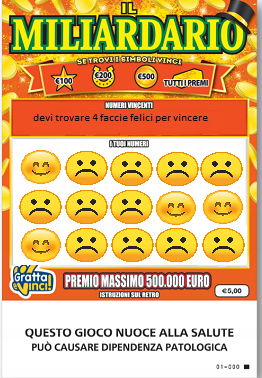 IL
MILIARDARIO
SE TROVI I SIMBOLI VINCI
€100 €200 €500 TUTTI I PREMI
NUMERI VINCENTI
devi trovare 4 faccie felici per vincere
I TUOI NUMERI
Gratta e vinci!
PREMIO MASSIMO 500.000 EURO
ISTRUZIONI SUL RETRO
€5,00
QUESTO GIOCO NUOCE ALLA SALUTE
PUÒ CAUSARE DIPENDENZA PATOLOGICA
01-000